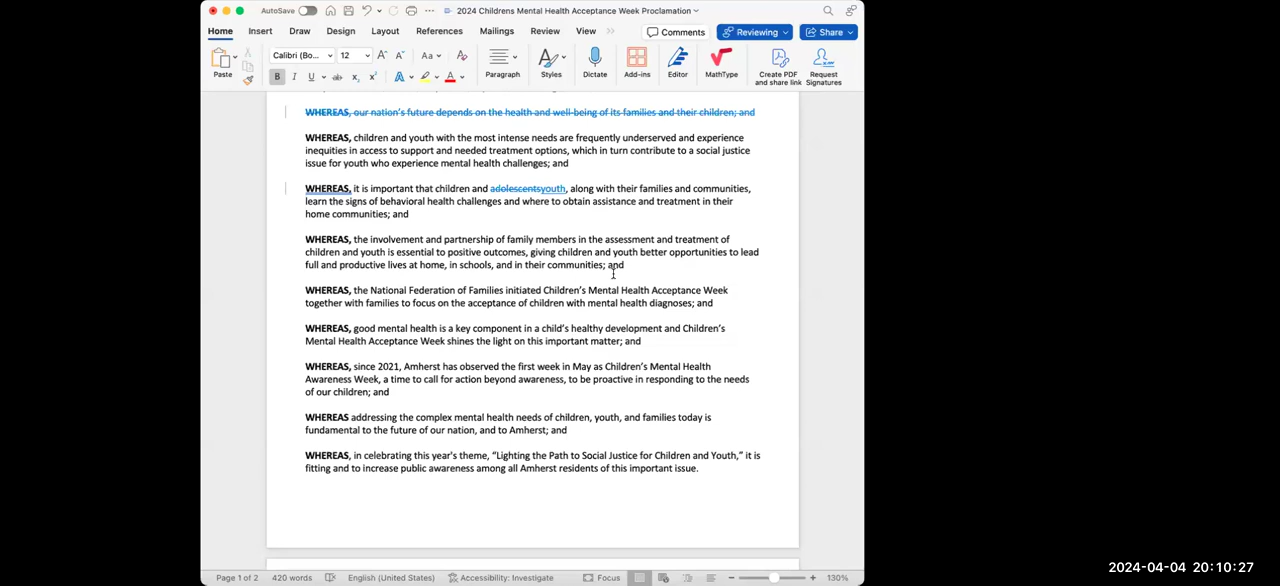 AutoSave
2024 Childrens Mental Health Acceptance Week Proclamation
Home Insert Draw Design Layout References Mailings Review View >> Comments Reviewing Share
Calibri (Bo... 12 A A Aa A
Paste B I U ab x₂ x² A A Paragraph Styles Dictate Add-ins Editor MathType Create PDF and share link Request Signatures
WHEREAS, our nation's future depends on the health and well-being of its families and their children; and
WHEREAS, children and youth with the most intense needs are frequently underserved and experience
inequities in access to support and needed treatment options, which in turn contribute to a social justice
issue for youth who experience mental health challenges; and
WHEREAS, it is important that children and adolescentsyouth, along with their families and communities,
learn the signs of behavioral health challenges and where to obtain assistance and treatment in their
home communities; and
WHEREAS, the involvement and partnership of family members in the assessment and treatment of
children and youth is essential to positive outcomes, giving children and youth better opportunities to lead
full and productive lives at home, in schools, and in their communities; and
WHEREAS, the National Federation of Families initiated Children's Mental Health Acceptance Week
together with families to focus on the acceptance of children with mental health diagnoses; and
WHEREAS, good mental health is a key component in a child's healthy development and Children's
Mental Health Acceptance Week shines the light on this important matter; and
WHEREAS, since 2021, Amherst has observed the first week in May as Children's Mental Health
Awareness Week, a time to call for action beyond awareness, to be proactive in responding to the needs
of our children; and
WHEREAS addressing the complex mental health needs of children, youth, and families today is
fundamental to the future of our nation, and to Amherst; and
WHEREAS, in celebrating this year's theme, "Lighting the Path to Social Justice for Children and Youth," it is
fitting and to increase public awareness among all Amherst residents of this important issue.
Page 1 of 2 420 words English (United States) Accessibility: Investigate Focus 130%
2024-04-04 20:10:27